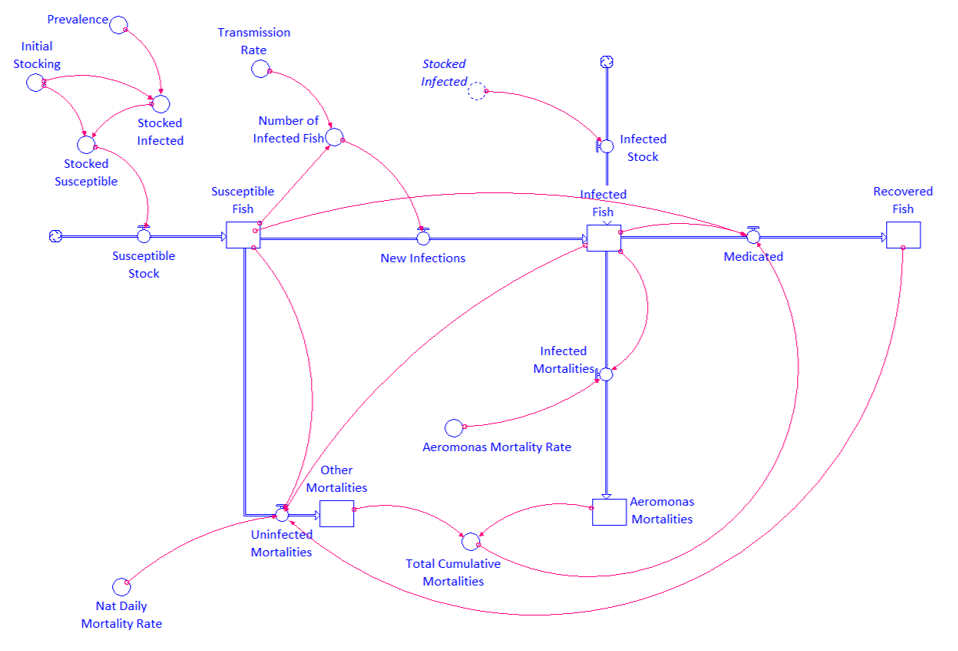 Prevalence
Initial
Stocking
Transmission
Rate
Stocked
Infected
Stocked
Infected
Number of
Infected Fish
Infected
Stock
Stocked
Susceptible
Susceptible
Fish
Infected
Fish
Recovered
Fish
Susceptible
Stock
New Infections
Medicated
Infected
Mortalities
Aeromonas Mortality Rate
Other
Mortalities
Aeromonas
Mortalities
Uninfected
Mortalities
Total Cumulative
Mortalities
Nat Daily
Mortality Rate